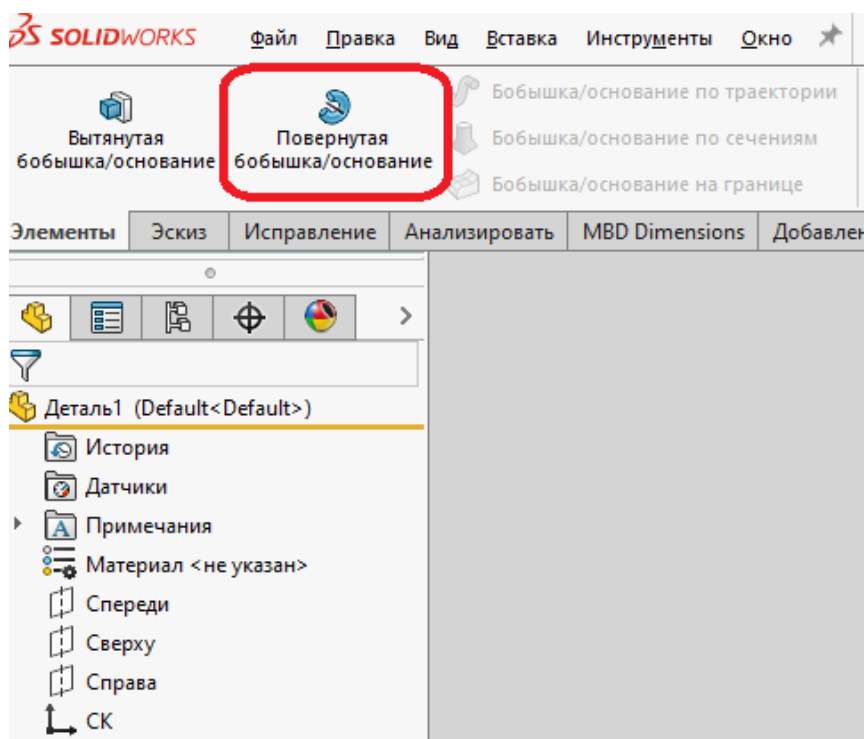 SOLIDWORKS Файл Правка Вид Вставка Инструменты Окно
Вытянутая бобышка/основание
Повернутая бобышка/основание
Бобышка/основание по траектории
Бобышка/основание по сечениям
Бобышка/основание на границе
Элементы Эскиз Исправление Анализировать MBD Dimensions Добавлен
Деталь1 (Default<Default>)
История
Датчики
Примечания
Материал <не указан>
Спереди
Сверху
Справа
СК